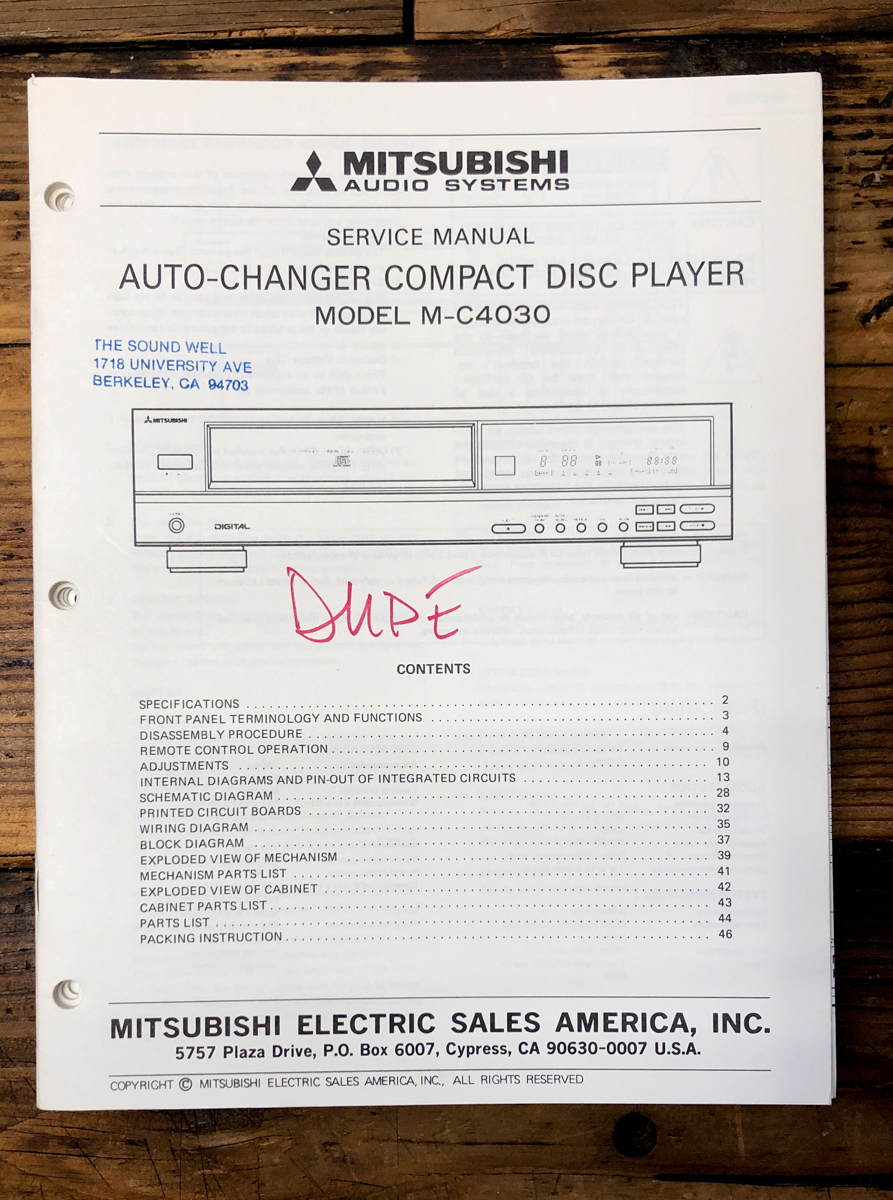 MITSUBISHI
AUDIO SYSTEMS
SERVICE MANUAL
AUTO-CHANGER COMPACT DISC PLAYER
MODEL M-C4030
THE SOUND WELL
1718 UNIVERSITY AVE
BERKELEY, CA 94703
MITSUBISHI
8 88 88:88
DIGITAL
DUPE
CONTENTS
SPECIFICATIONS 2
FRONT PANEL TERMINOLOGY AND FUNCTIONS 3
DISASSEMBLY PROCEDURE 4
REMOTE CONTROL OPERATION 9
ADJUSTMENTS 10
INTERNAL DIAGRAMS AND PIN-OUT OF INTEGRATED CIRCUITS 13
SCHEMATIC DIAGRAM 28
PRINTED CIRCUIT BOARDS 32
WIRING DIAGRAM 35
BLOCK DIAGRAM 37
EXPLODED VIEW OF MECHANISM 39
MECHANISM PARTS LIST 41
EXPLODED VIEW OF CABINET 42
CABINET PARTS LIST 43
PARTS LIST 44
PACKING INSTRUCTION 46
MITSUBISHI ELECTRIC SALES AMERICA, INC.
5757 Plaza Drive, P.O. Box 6007, Cypress, CA 90630-0007 U.S.A.
COPYRIGHT © MITSUBISHI ELECTRIC SALES AMERICA, INC., ALL RIGHTS RESERVED